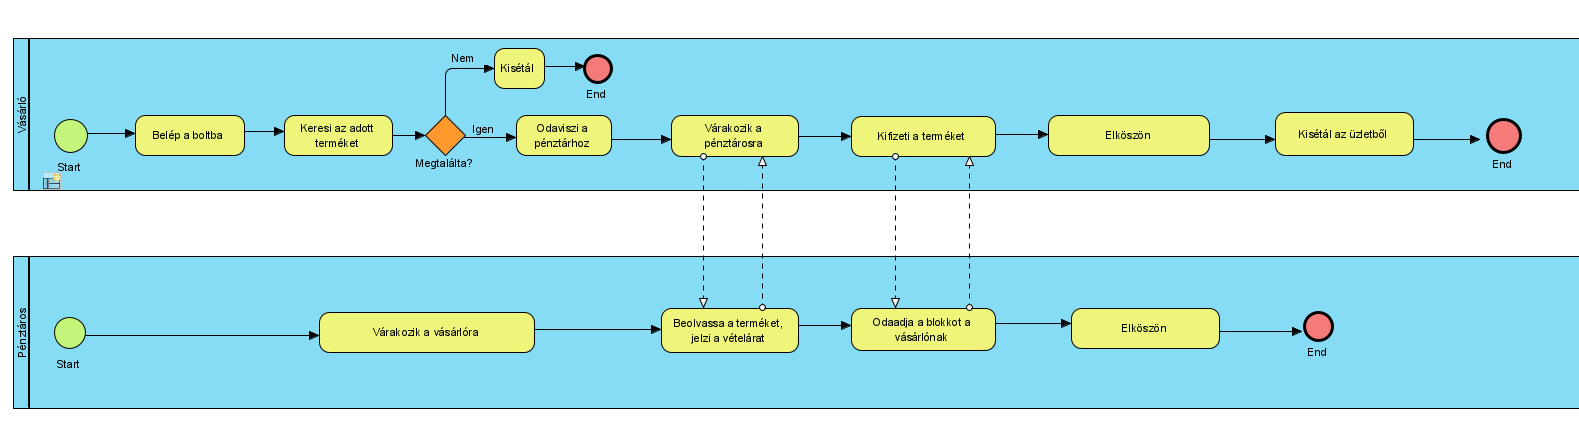 Vásárló
Start
Belép a boltba
Keresi az adott
terméket
Megtalálta?
Nem
Kisétál
End
Igen
Odaviszi a
pénztárhoz
Várakozik a
pénztárosra
Kifizeti a terméket
Elköszön
Kisétál az üzletből
End
Pénztáros
Start
Várakozik a vásárlóra
Beolvassa a terméket,
jelzi a vételárat
Odaadja a blokkot a
vásárlónak
Elköszön
End